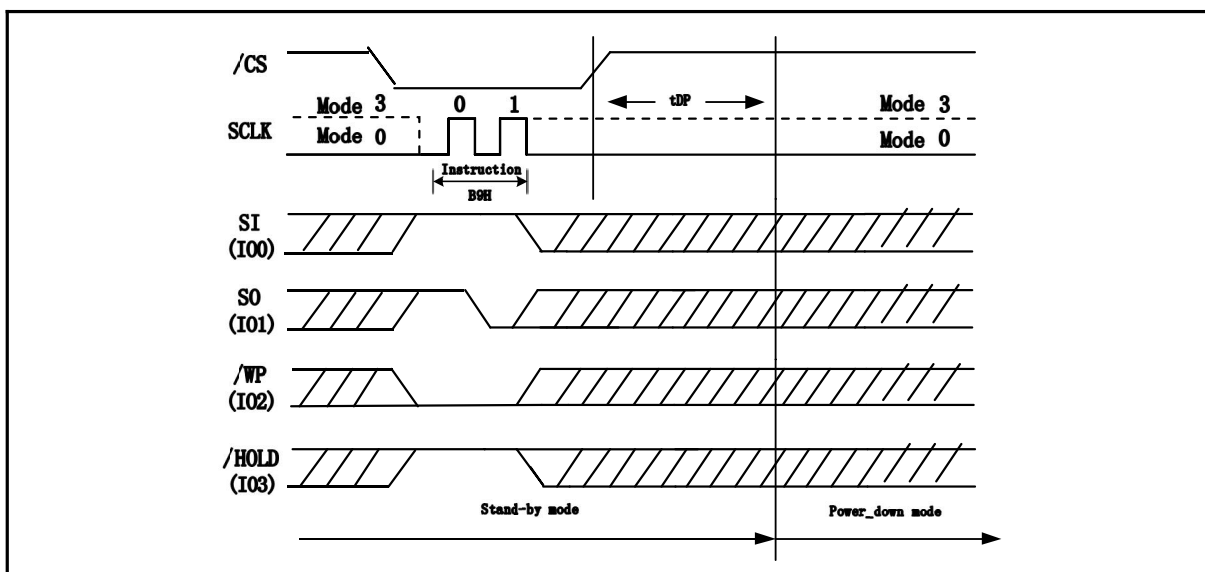 /CS
tDP
Mode 3 0 1 Mode 3
SCLK Mode 0 Mode 0
Instruction
B9H
SI
(IO0)
SO
(IO1)
/WP
(IO2)
/HOLD
(IO3)
Stand-by mode Power_down mode